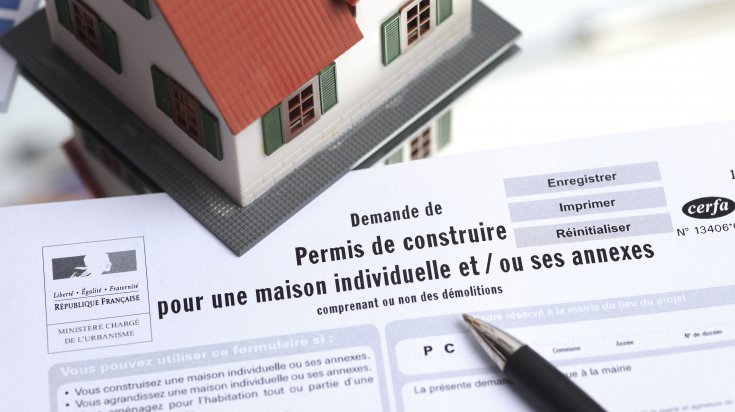 Enregistrer
Imprimer
Réinitialiser
cerfa
N° 13406*
Demande de
Permis de construire
pour une maison individuelle et / ou ses annexes
comprenant ou non des démolitions
Liberté • Égalité • Fraternité
RÉPUBLIQUE FRANÇAISE
MINISTÈRE CHARGÉ
DE L'URBANISME
Vous pouvez utiliser ce formulaire si :
• Vous construisez une maison individuelle ou ses annexes.
• Vous agrandissez une maison individuelle ou ses annexes.
aménagez pour l'habitation tout ou partie d'une
Cadre réservé à la mairie du lieu du projet
P C
Commune
Année
N° de dossier
La présente deman
à la mairie